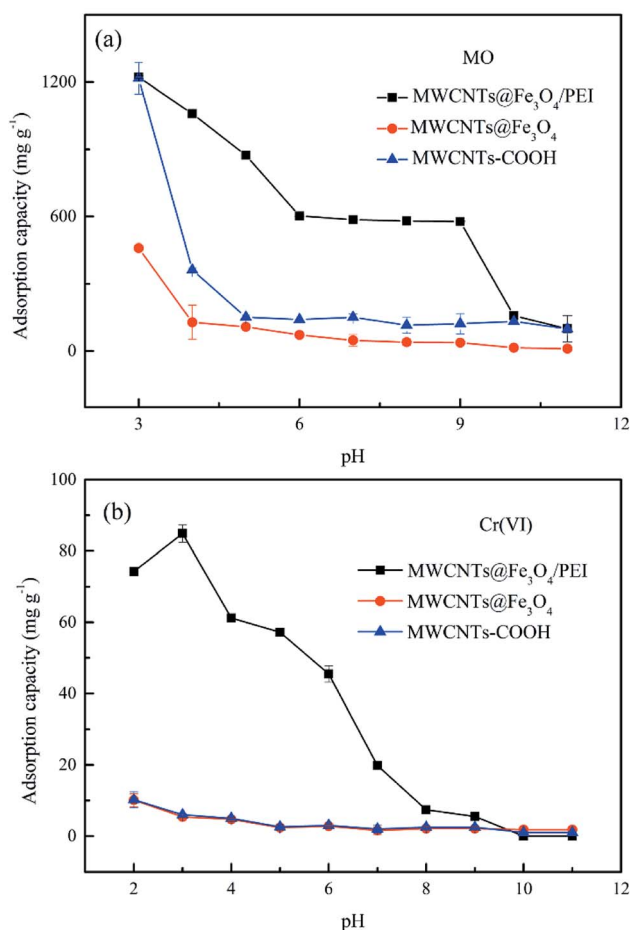 (a)
MO
MWCNTs@Fe₃O₄/PEI
MWCNTs@Fe₃O₄
MWCNTs-COOH
Adsorption capacity (mg g⁻¹)
1200
600
0
3 6 9 12
pH
(b)
Cr(VI)
MWCNTs@Fe₃O₄/PEI
MWCNTs@Fe₃O₄
MWCNTs-COOH
Adsorption capacity (mg g⁻¹)
100
80
60
40
20
0
2 4 6 8 10 12
pH